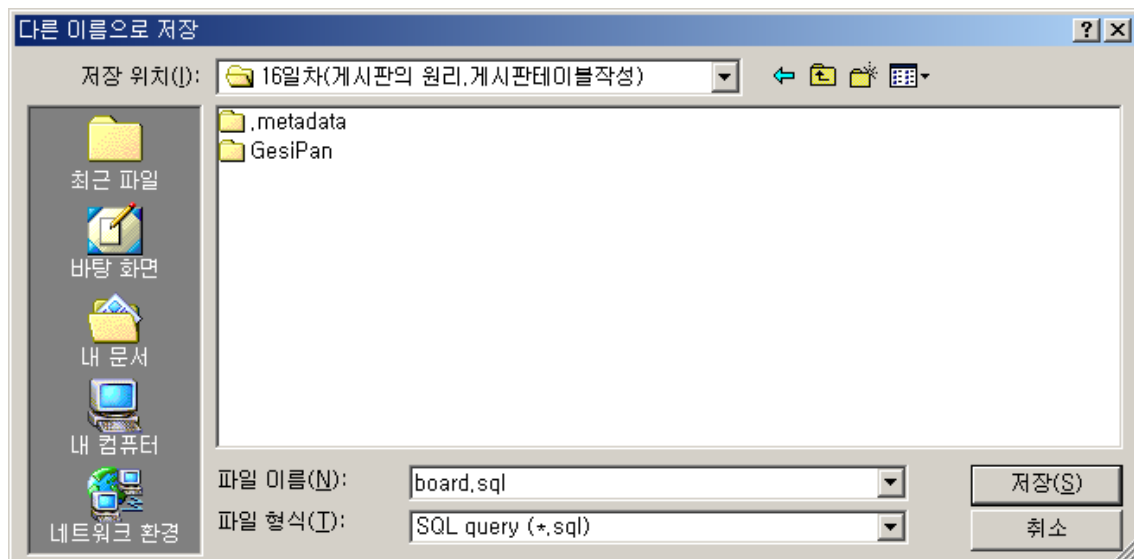 다른 이름으로 저장
저장 위치(I):
16일차(게시판의 원리,게시판테이블작성)
.metadata
GesiPan
최근 파일
바탕 화면
내 문서
내 컴퓨터
네트워크 환경
파일 이름(N):
board.sql
저장(S)
파일 형식(T):
SQL query (*.sql)
취소